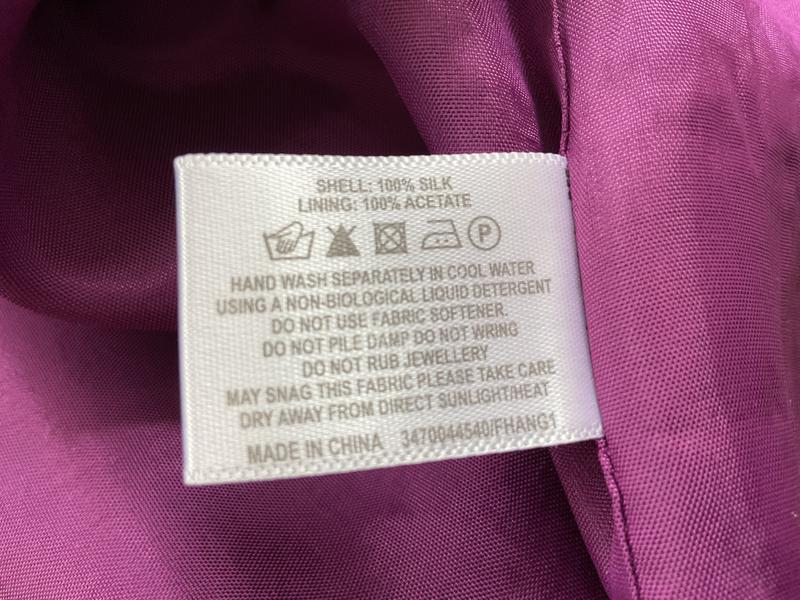 SHELL: 100% SILK
LINING: 100% ACETATE
P
HAND WASH SEPARATELY IN COOL WATER
USING A NON-BIOLOGICAL LIQUID DETERGENT
DO NOT USE FABRIC SOFTENER.
DO NOT PILE DAMP DO NOT WRING
DO NOT RUB JEWELLERY
MAY SNAG THIS FABRIC PLEASE TAKE CARE
DRY AWAY FROM DIRECT SUNLIGHT/HEAT
MADE IN CHINA 3470044540/FHANG1